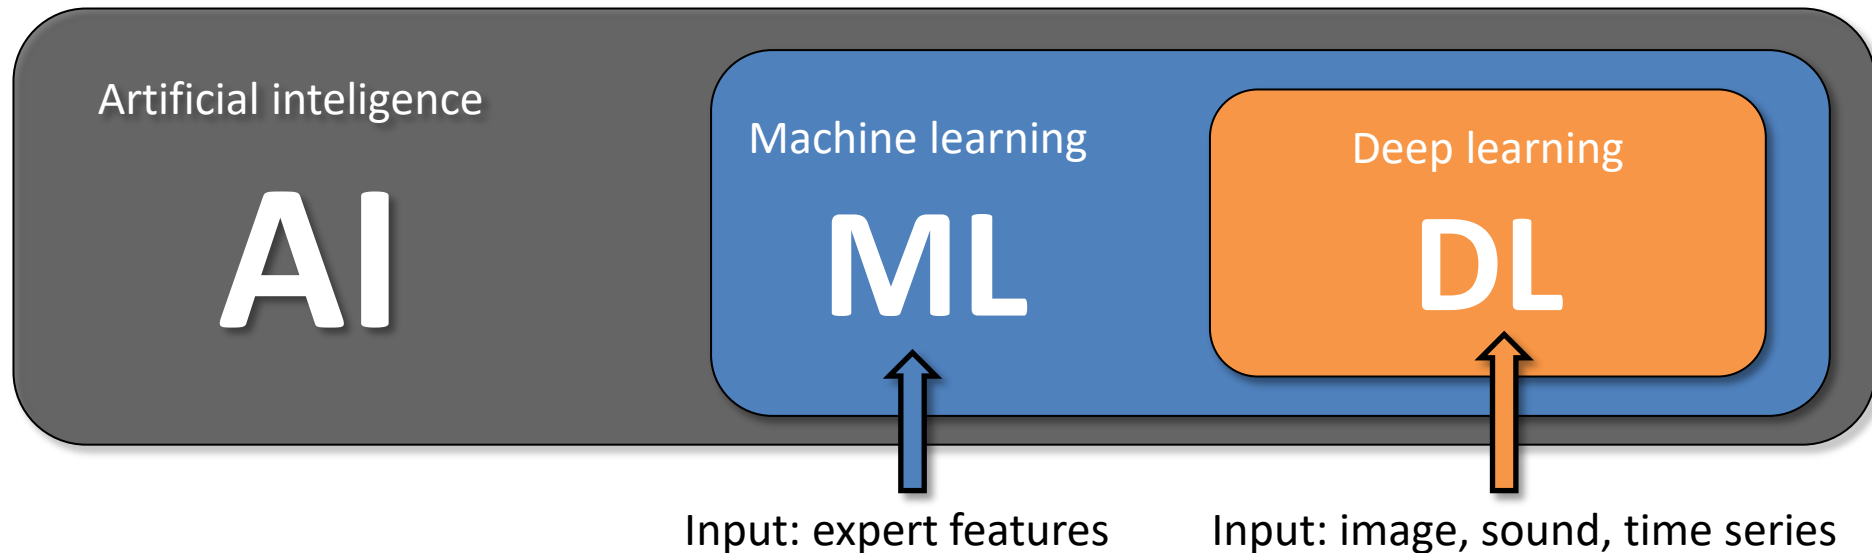 Artificial inteligence
AI
Machine learning
ML
Input: expert features
Deep learning
DL
Input: image, sound, time series